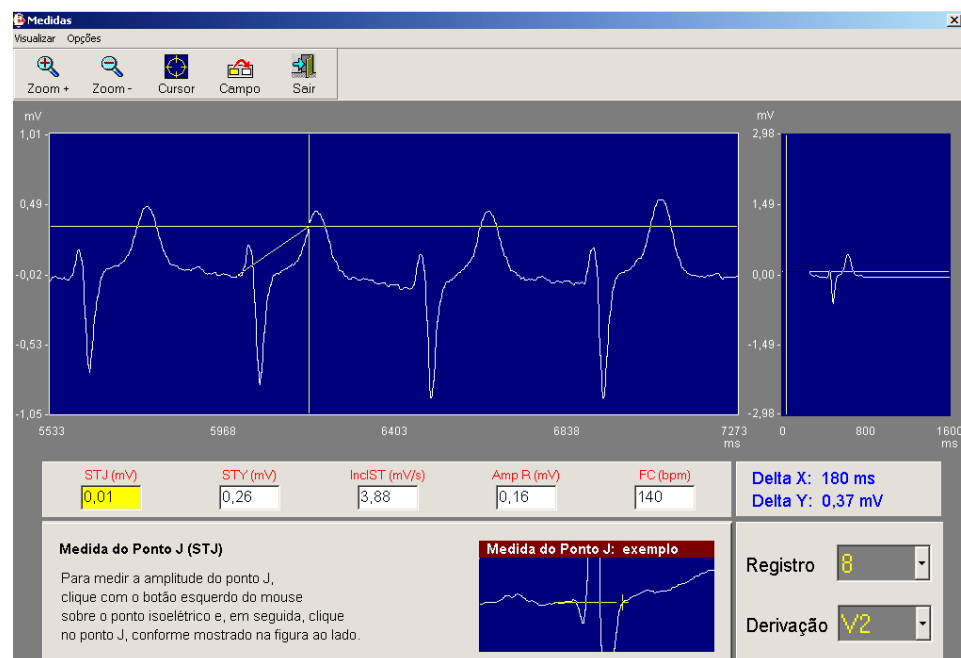 Medidas
Visualizar Opções
Zoom + Zoom - Cursor Campo Sair
mV mV
1,01 2,98
0,49 1,49
-0,02 0,00
-0,53 -1,49
-1,05 -2,98
5533 5968 6403 6838 7273 0 800 1600
ms ms
STJ (mV) STY (mV) InclST (mV/s) Amp R (mV) FC (bpm)
0,01 0,26 3,88 0,16 140
Delta X: 180 ms
Delta Y: 0,37 mV
Medida do Ponto J (STJ)
Para medir a amplitude do ponto J,
clique com o botão esquerdo do mouse
sobre o ponto isoelétrico e, em seguida, clique
no ponto J, conforme mostrado na figura ao lado.
Medida do Ponto J: exemplo
Registro 8
Derivação V2